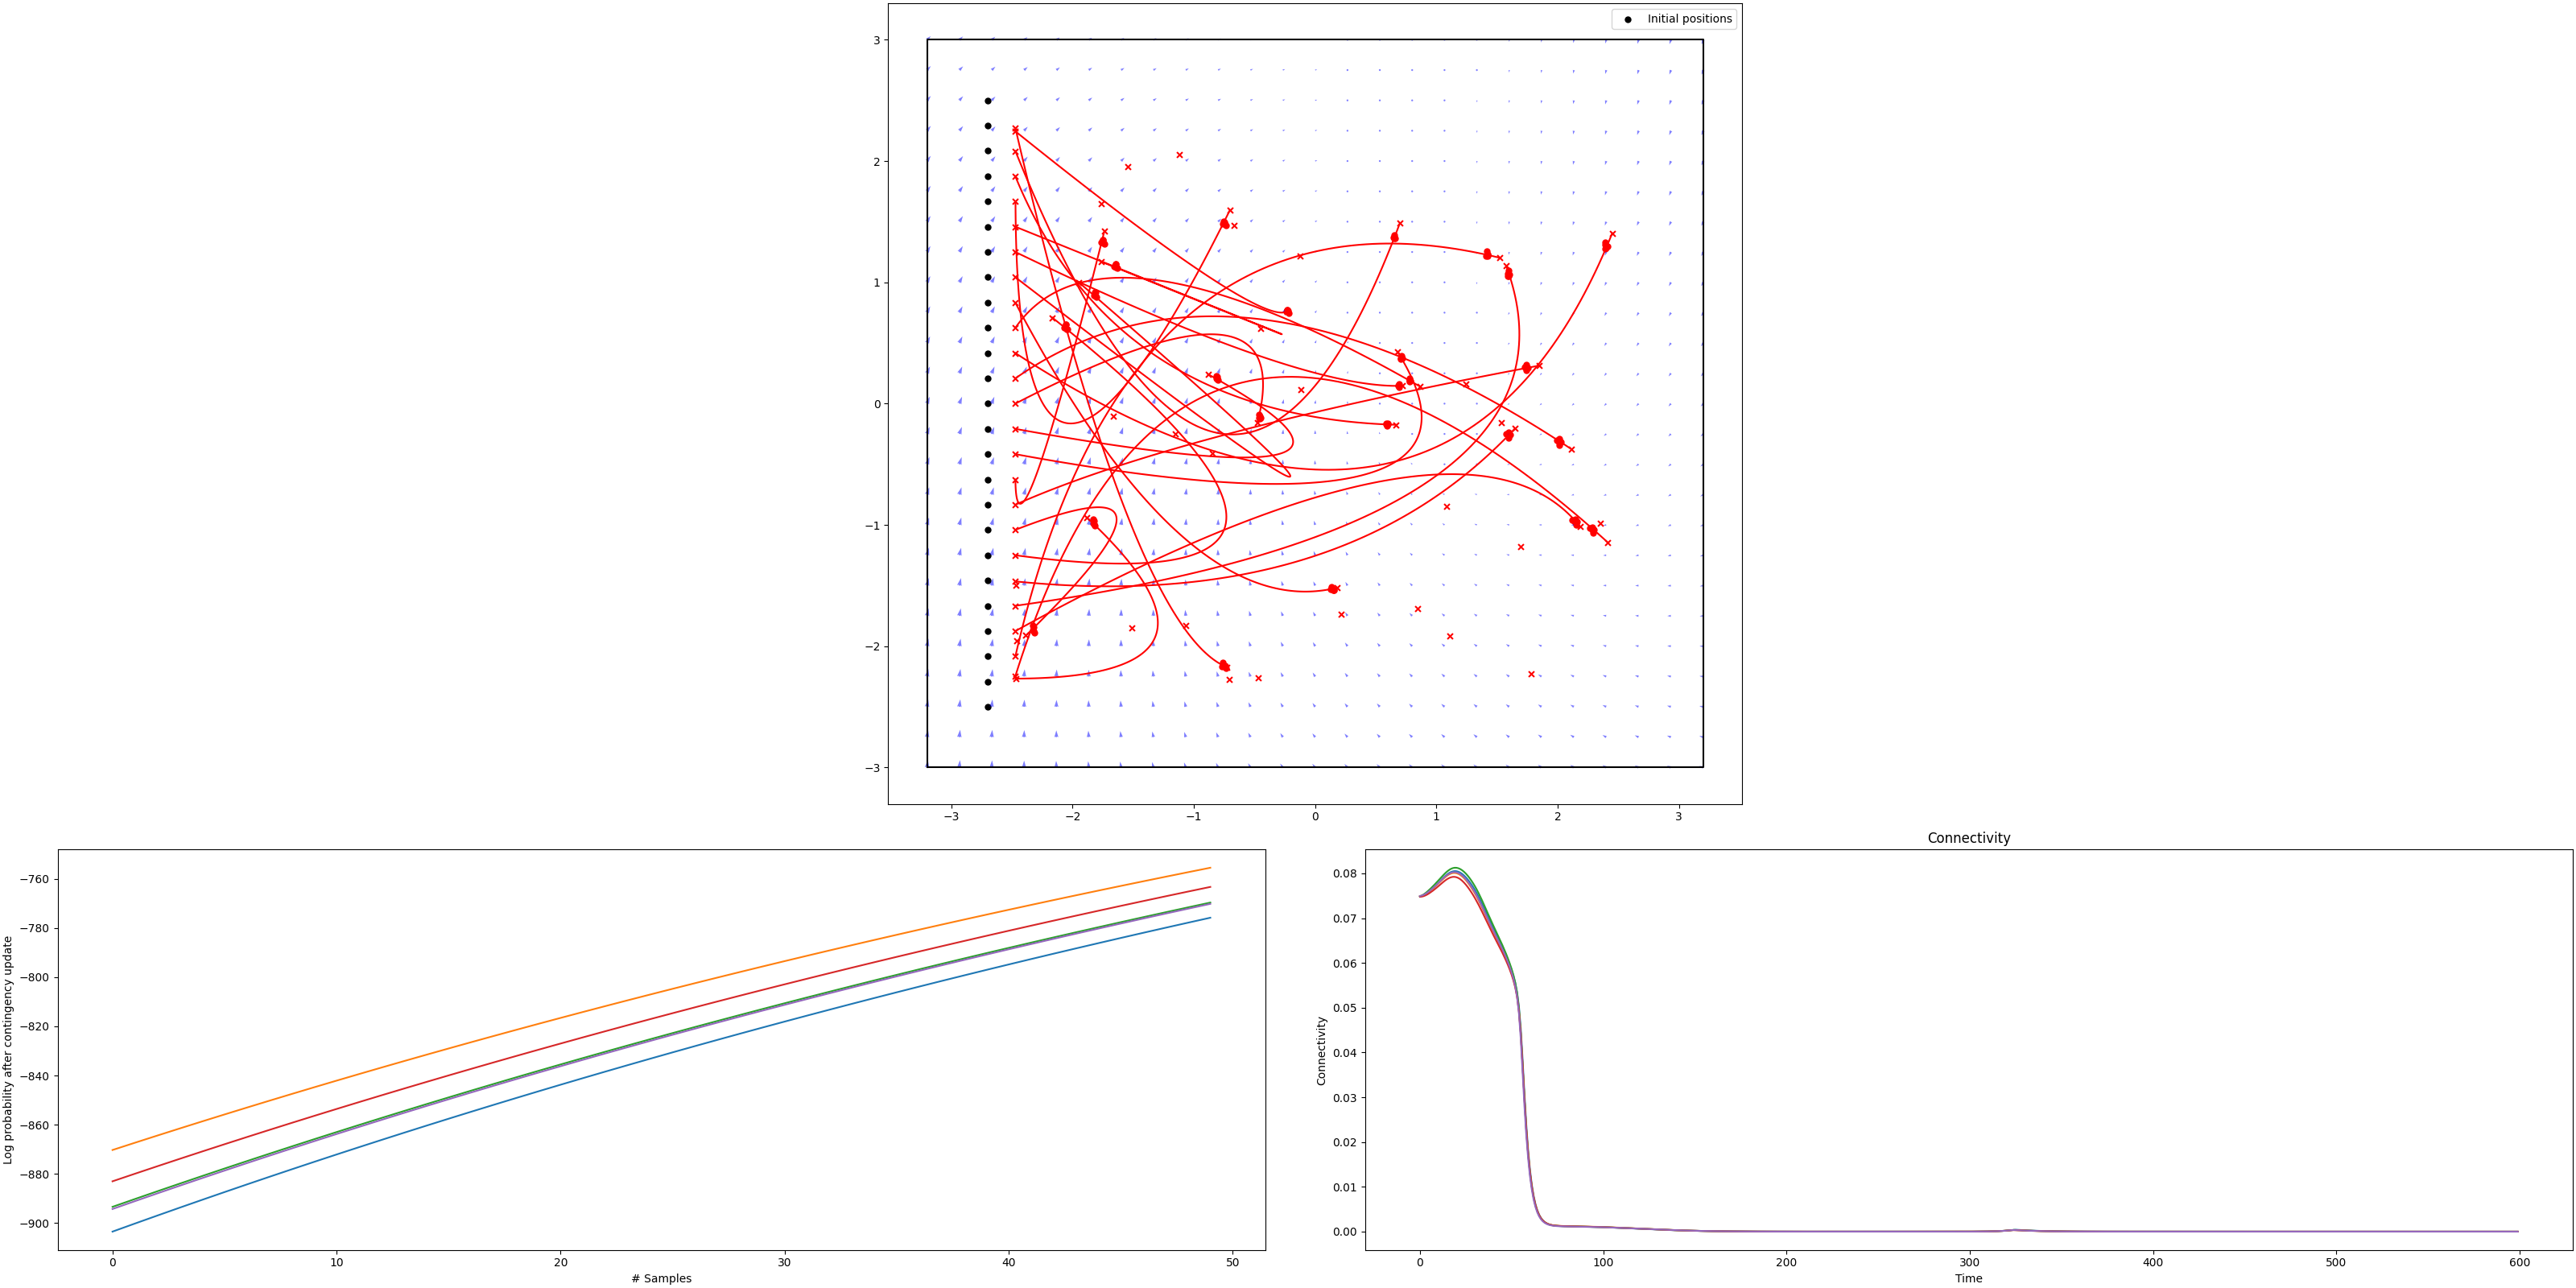 Initial positions
3
2
1
0
−1
−2
−3
−3 −2 −1 0 1 2 3
Log probability after contingency update
−760
−780
−800
−820
−840
−860
−880
−900
0 10 20 30 40 50
# Samples
Connectivity
Connectivity
0.08
0.07
0.06
0.05
0.04
0.03
0.02
0.01
0.00
0 100 200 300 400 500 600
Time